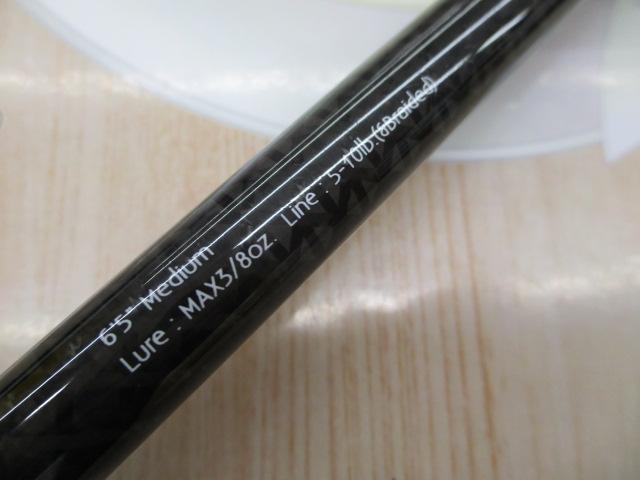 6'5" Medium
Lure : MAX3/8oz. Line : 5-10lb.(&Braided)